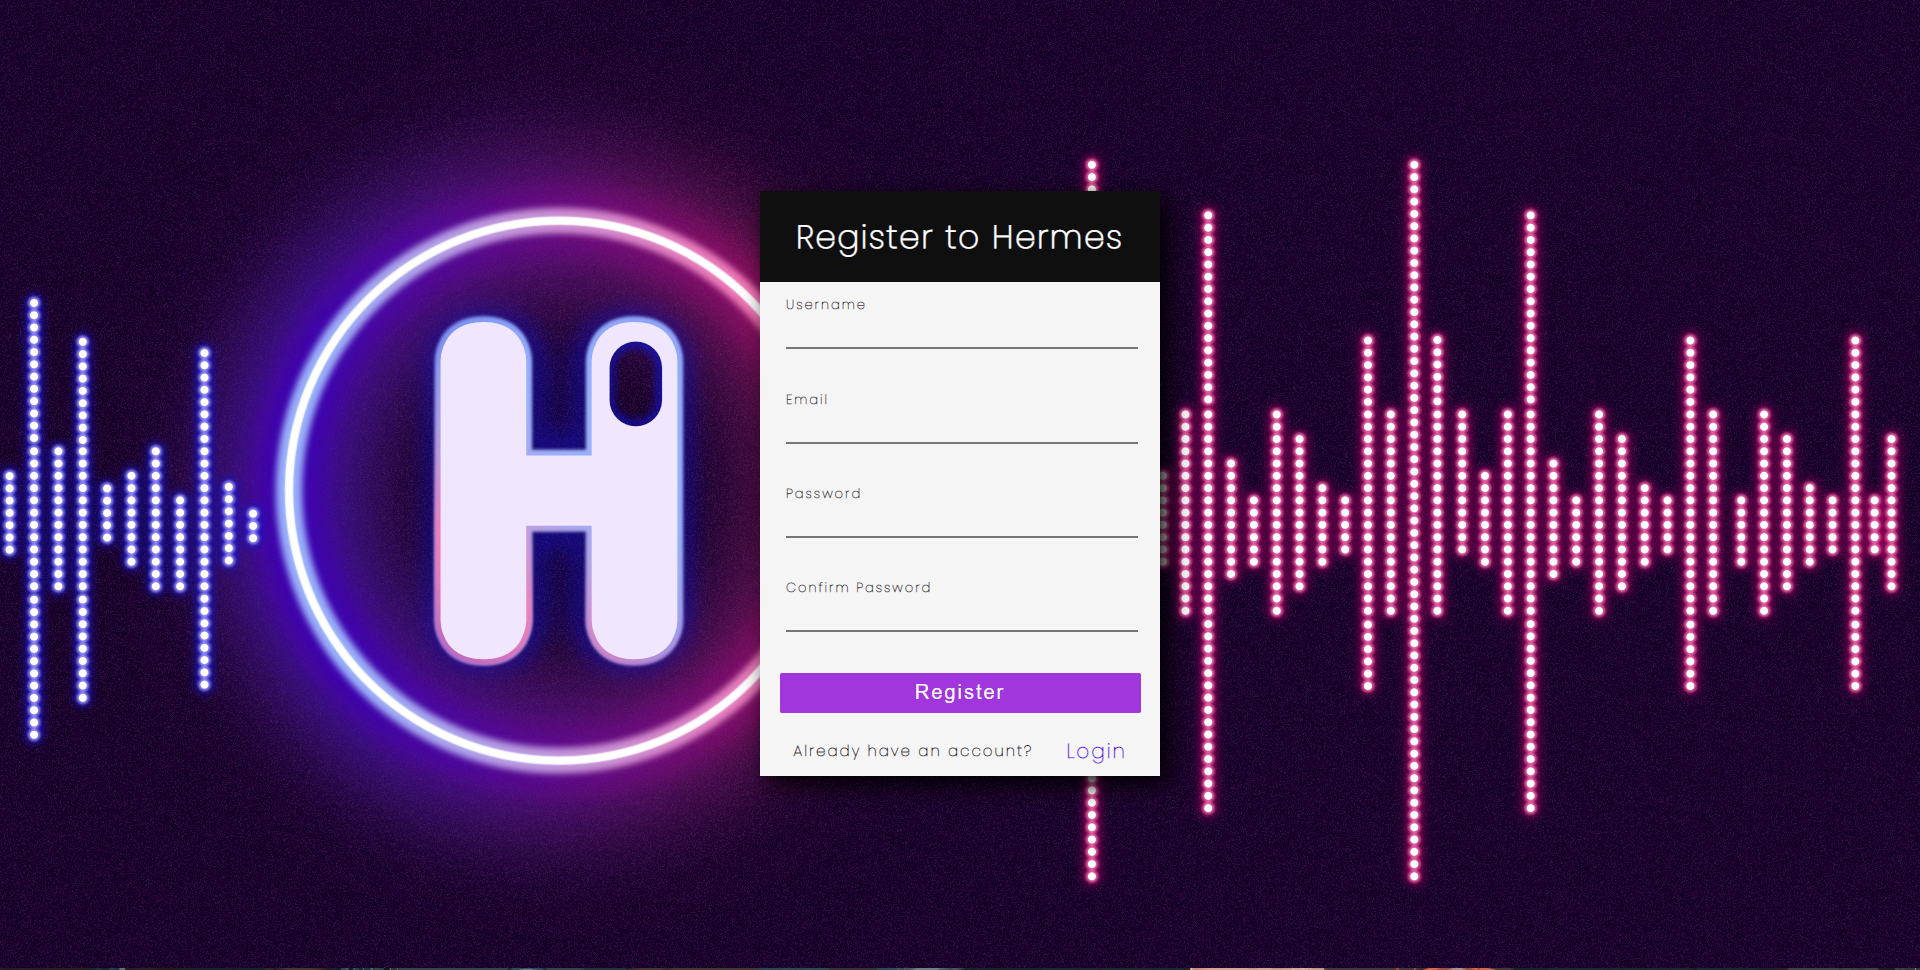 H
Register to Hermes
Username
Email
Password
Confirm Password
Register
Already have an account? Login